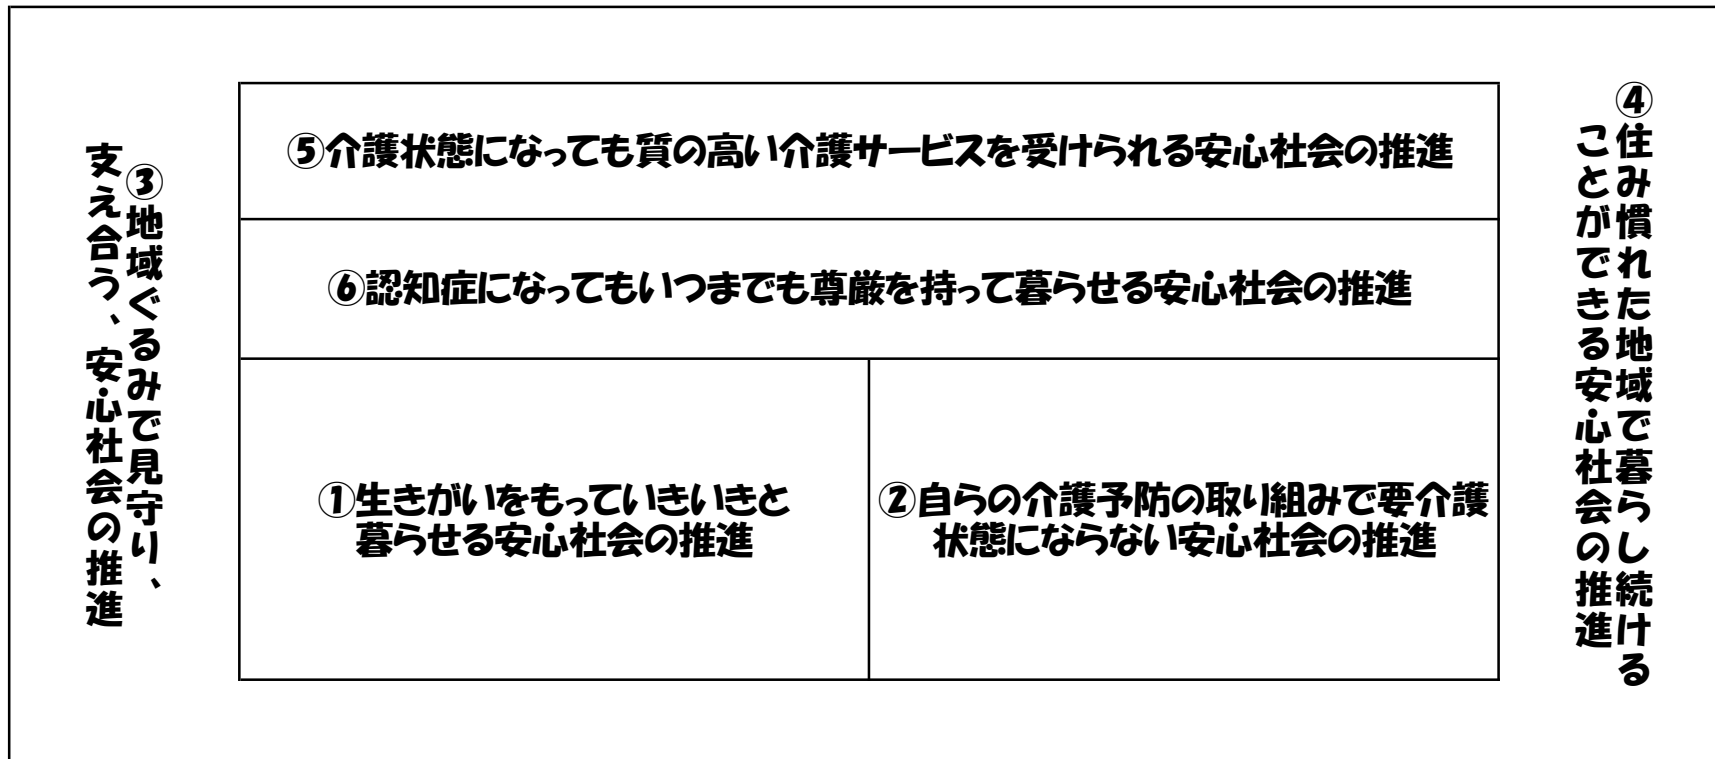 ⑤介護状態になっても質の高い介護サービスを受けられる安心社会の推進
⑥認知症になってもいつまでも尊厳を持って暮らせる安心社会の推進
①生きがいをもっていきいきと
暮らせる安心社会の推進
②自らの介護予防の取り組みで要介護
状態にならない安心社会の推進
③地域ぐるみで見守り、
支え合う、安心社会の推進
④住み慣れた地域で暮らし続ける
ことができる安心社会の推進